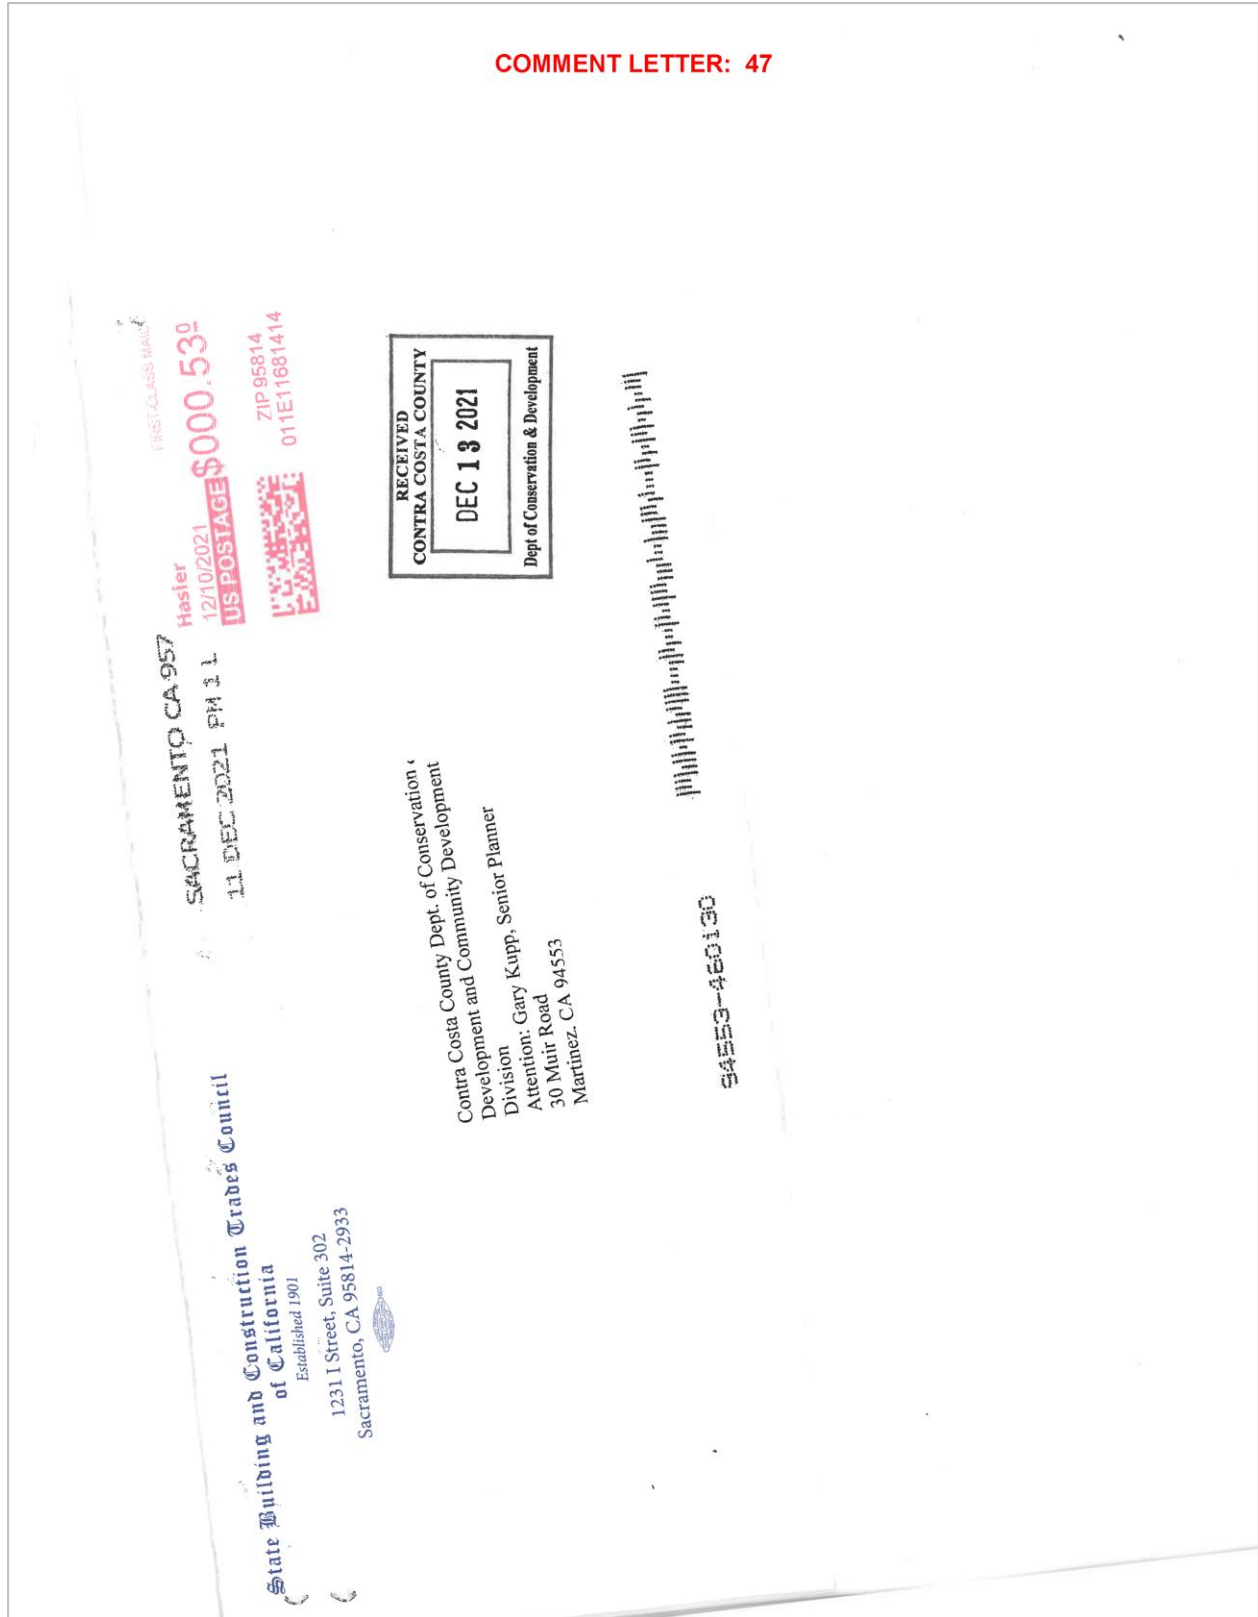 COMMENT LETTER: 47
State Building and Construction Trades Council
of California
Established 1901
1231 I Street, Suite 302
Sacramento, CA 95814-2933
SACRAMENTO CA 957
11 DEC 2021 PM 1 L
FIRST-CLASS MAIL
Hasler
12/10/2021
US POSTAGE $000.53⁰
ZIP 95814
011E11681414
RECEIVED
CONTRA COSTA COUNTY
DEC 13 2021
Dept of Conservation & Development
Contra Costa County Dept. of Conservation
Development and Community Development
Division
Attention: Gary Kupp, Senior Planner
30 Muir Road
Martinez. CA 94553
94553-460130